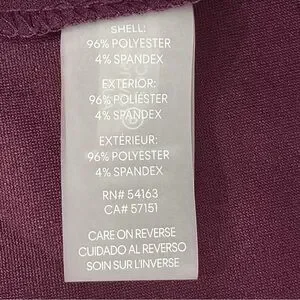 SHELL:
96% POLYESTER
4% SPANDEX
EXTERIOR:
96% POLIÉSTER
4% SPANDEX
EXTÉRIEUR:
96% POLYESTER
4% SPANDEX
RN# 54163
CA# 57151
CARE ON REVERSE
CUIDADO AL REVERSO
SOIN SUR L'INVERSE